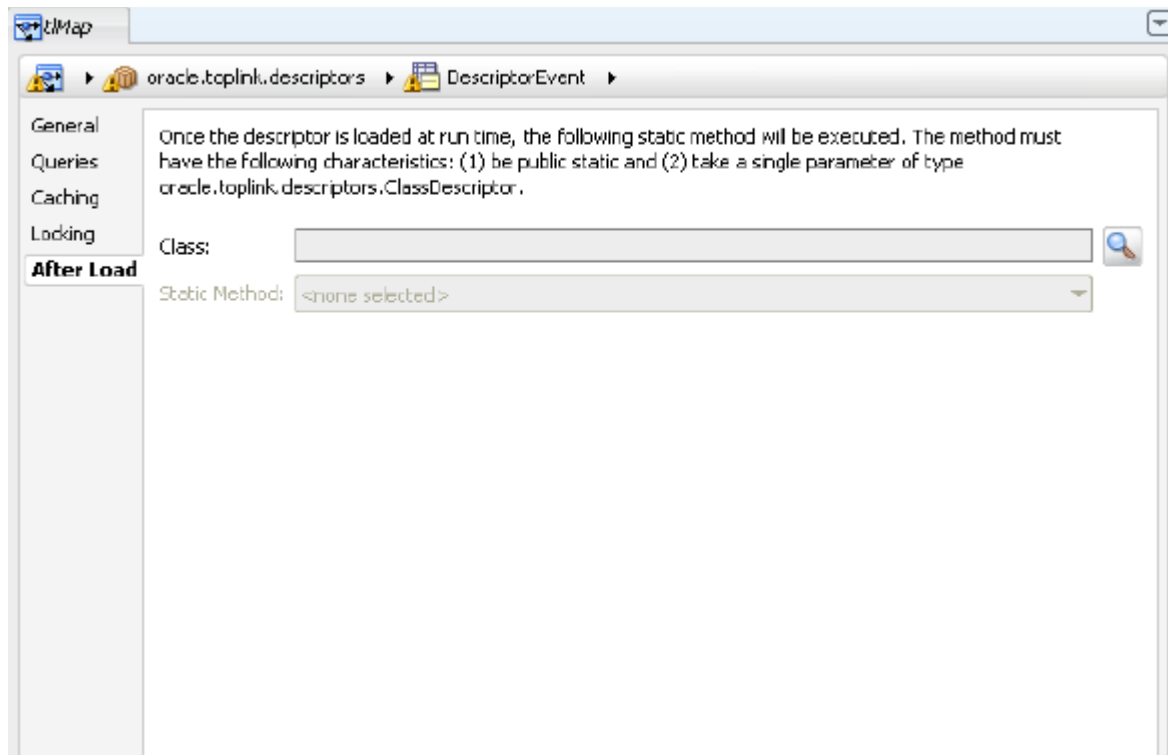 tlMap
oracle.toplink.descriptors DescriptorEvent
General
Queries
Caching
Locking
After Load
Once the descriptor is loaded at run time, the following static method will be executed. The method must
have the following characteristics: (1) be public static and (2) take a single parameter of type
oracle.toplink.descriptors.ClassDescriptor.
Class:
Static Method: <none selected>